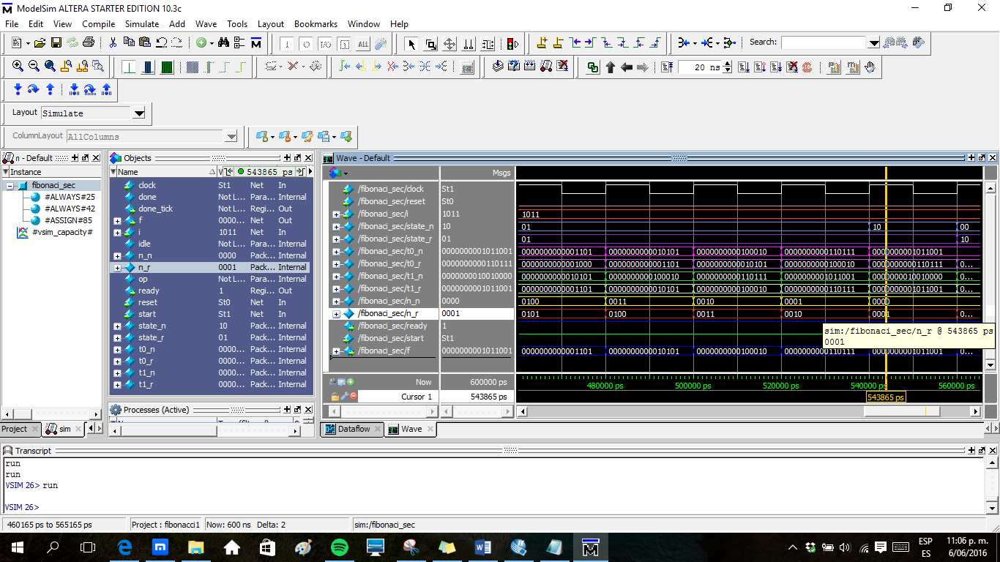 ModelSim ALTERA STARTER EDITION 10.3c
File Edit View Compile Simulate Add Wave Tools Layout Bookmarks Window Help
Search:
20 ns
Layout Simulate
ColumnLayout AllColumns
n - Default
Instance
fibonaci_sec
#ALWAYS#25
#ALWAYS#42
#ASSIGN#85
#vsim_capacity#
Project
sim
Objects
Name 543865 ps
clock St1 Net In
done Not L... Para... Internal
done_tick Not L... Regi... Out
f 0000... Net Out
i 1011 Net In
idle Not L... Para... Internal
n_n 0000 Pack... Internal
n_r 0001 Pack... Internal
op Not L... Para... Internal
ready 1 Regi... Out
reset St0 Net In
start St1 Net In
state_n 10 Pack... Internal
state_r 01 Pack... Internal
t0_n 0000... Pack... Internal
t0_r 0000... Pack... Internal
t1_n 0000... Pack... Internal
t1_r 0000... Pack... Internal
Processes (Active)
Wave - Default
Msgs
/fibonaci_sec/clock St1
/fibonaci_sec/reset St0
/fibonaci_sec/i 1011 1011
/fibonaci_sec/state_n 10 01 10 00
/fibonaci_sec/state_r 01 01 10
/fibonaci_sec/t0_n 0000000001011001 0000000000001101 0000000000010101 0000000000100010 0000000000110111 0000000001011001
/fibonaci_sec/t0_r 0000000000110111 0000000000001000 0000000000001101 0000000000010101 0000000000100010 0000000000110111 0...
/fibonaci_sec/t1_n 0000000010010000 0000000000010101 0000000000100010 0000000000110111 0000000001011001 0000000010010000 0...
/fibonaci_sec/t1_r 0000000001011001 0000000000001101 0000000000010101 0000000000100010 0000000000110111 0000000001011001 0...
/fibonaci_sec/n_n 0000 0100 0011 0010 0001 0000
/fibonaci_sec/n_r 0001 0101 0100 0011 0010 0001 0...
/fibonaci_sec/ready 1
/fibonaci_sec/start St1
/fibonaci_sec/f 0000000001011001 0000000000001101 0000000000010101 0000000000100010 0000000000110111 0000000001011001 0...
sim:/fibonaci_sec/n_r @ 543865 ps
0001
Now 600000 ps 480000 ps 500000 ps 520000 ps 540000 ps 560000 ps
Cursor 1 543865 ps 543865 ps
Dataflow
Wave
Transcript
run
run
VSIM 26> run
VSIM 26>
460165 ps to 565165 ps Project : fibonacci1 Now: 600 ns Delta: 2 sim:/fibonaci_sec
ESP 11:06 p. m.
ES 6/06/2016